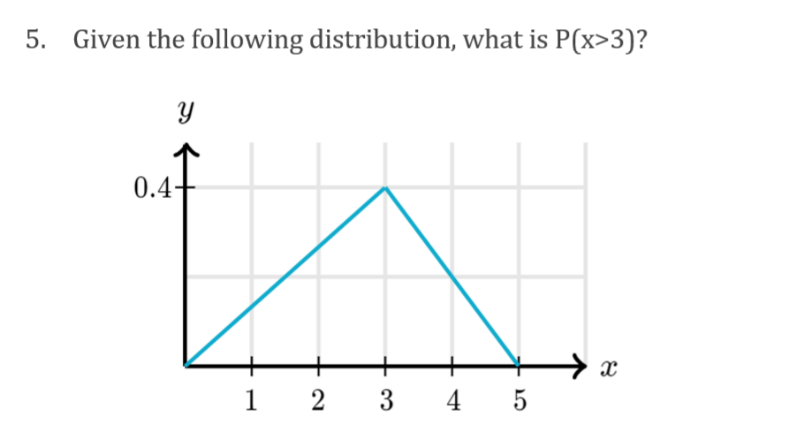 5. Given the following distribution, what is P(x>3)?
y
0.4
x
1 2 3 4 5